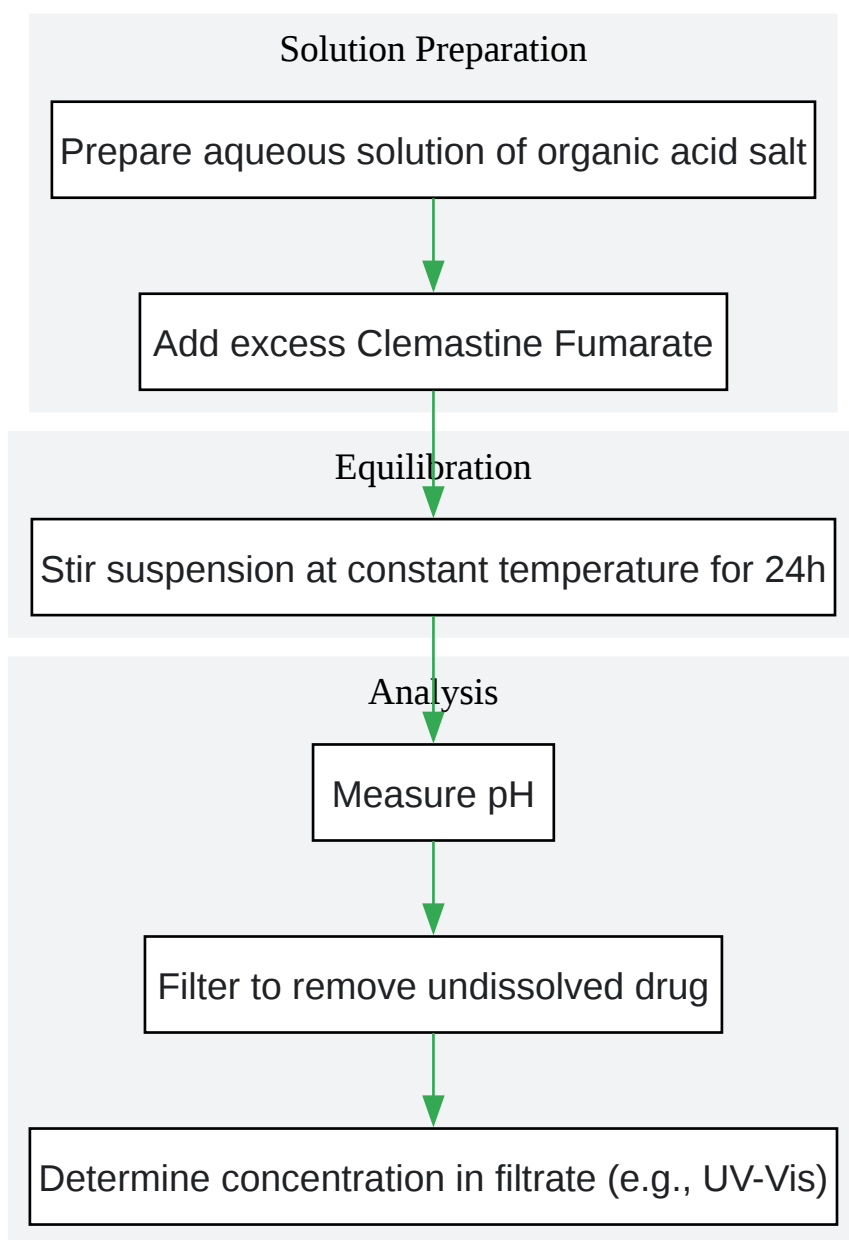 Solution Preparation
Prepare aqueous solution of organic acid salt
Add excess Clemastine Fumarate
Equilibration
Stir suspension at constant temperature for 24h
Analysis
Measure pH
Filter to remove undissolved drug
Determine concentration in filtrate (e.g., UV-Vis)